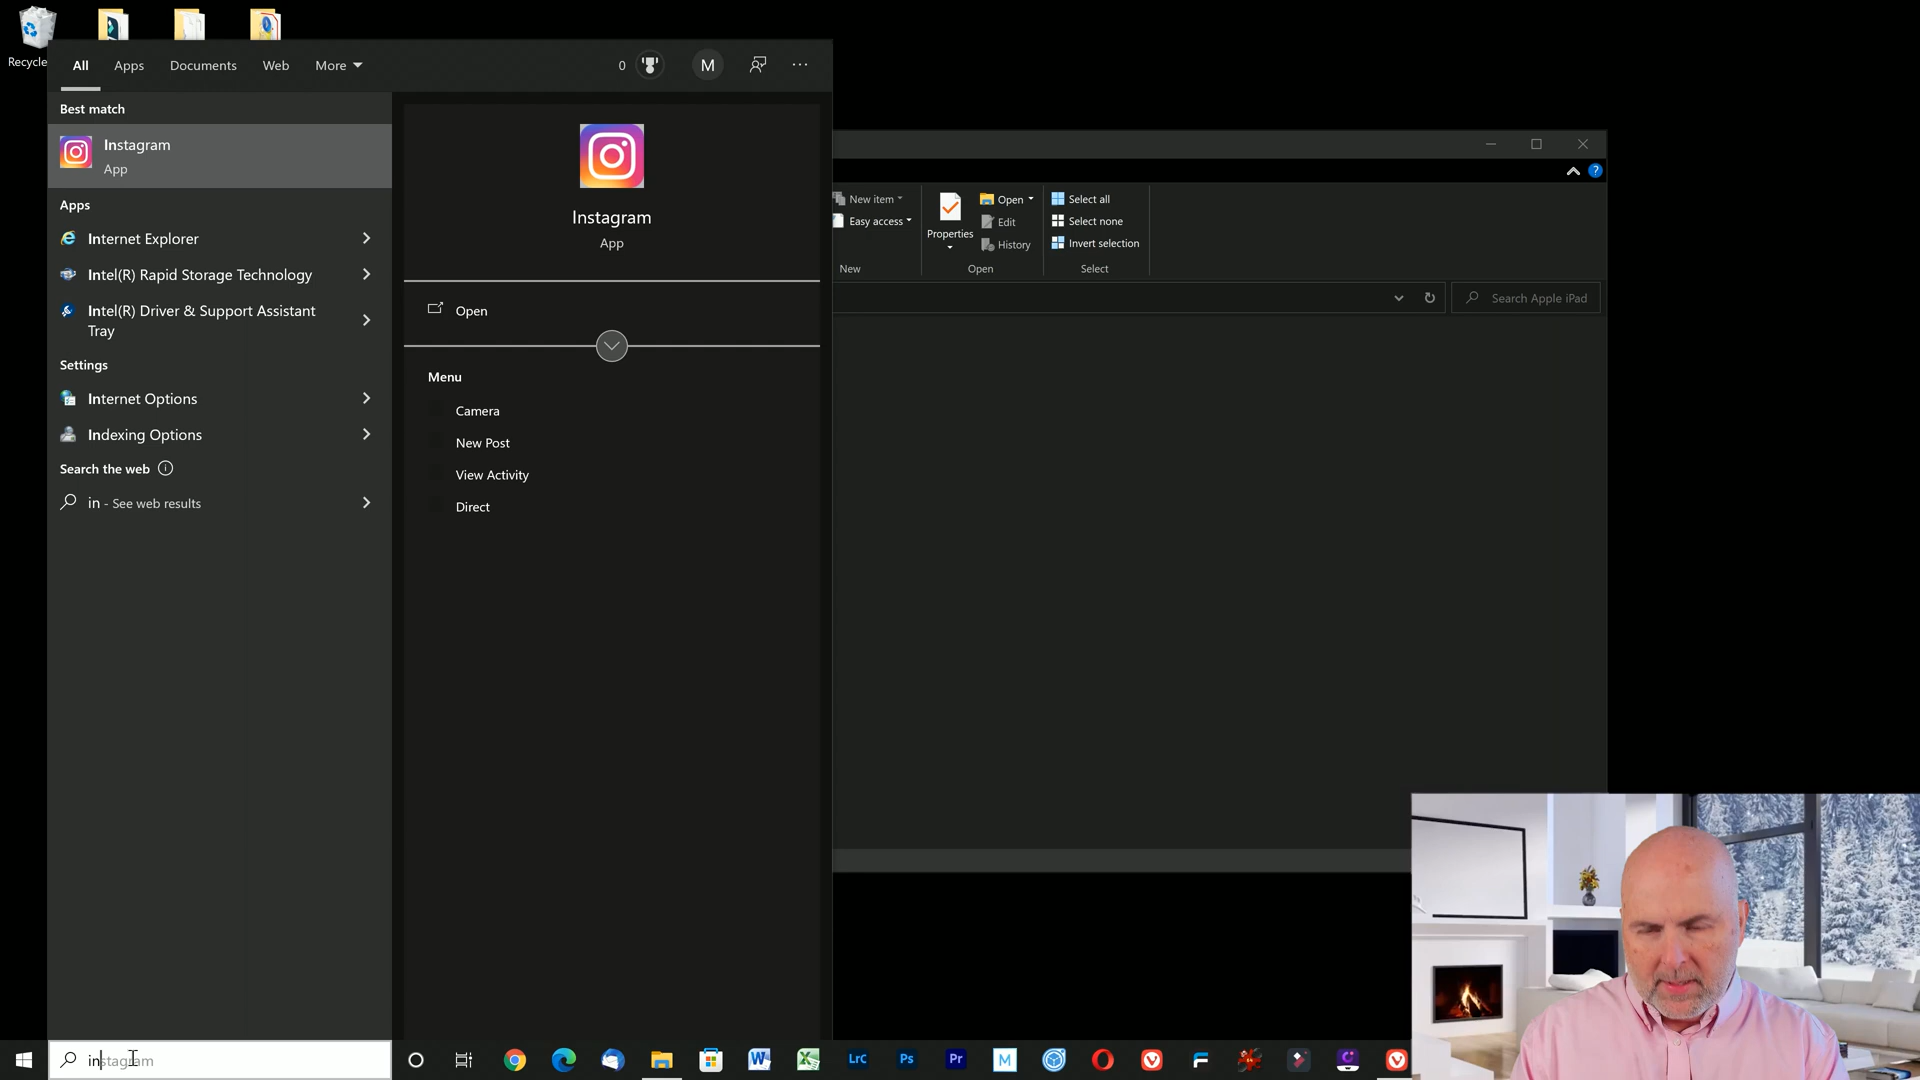 Recycle
All
Apps
Documents
Web
More
0
M
Best match
Instagram
App
Apps
Internet Explorer
Intel(R) Rapid Storage Technology
Intel(R) Driver & Support Assistant
Tray
Settings
Internet Options
Indexing Options
Search the web
in - See web results
Instagram
App
Open
Menu
Camera
New Post
View Activity
Direct
New item
Easy access
New
Properties
Open
Edit
History
Open
Select all
Select none
Invert selection
Select
Search Apple iPad
instagram
LrC
Ps
Pr
M